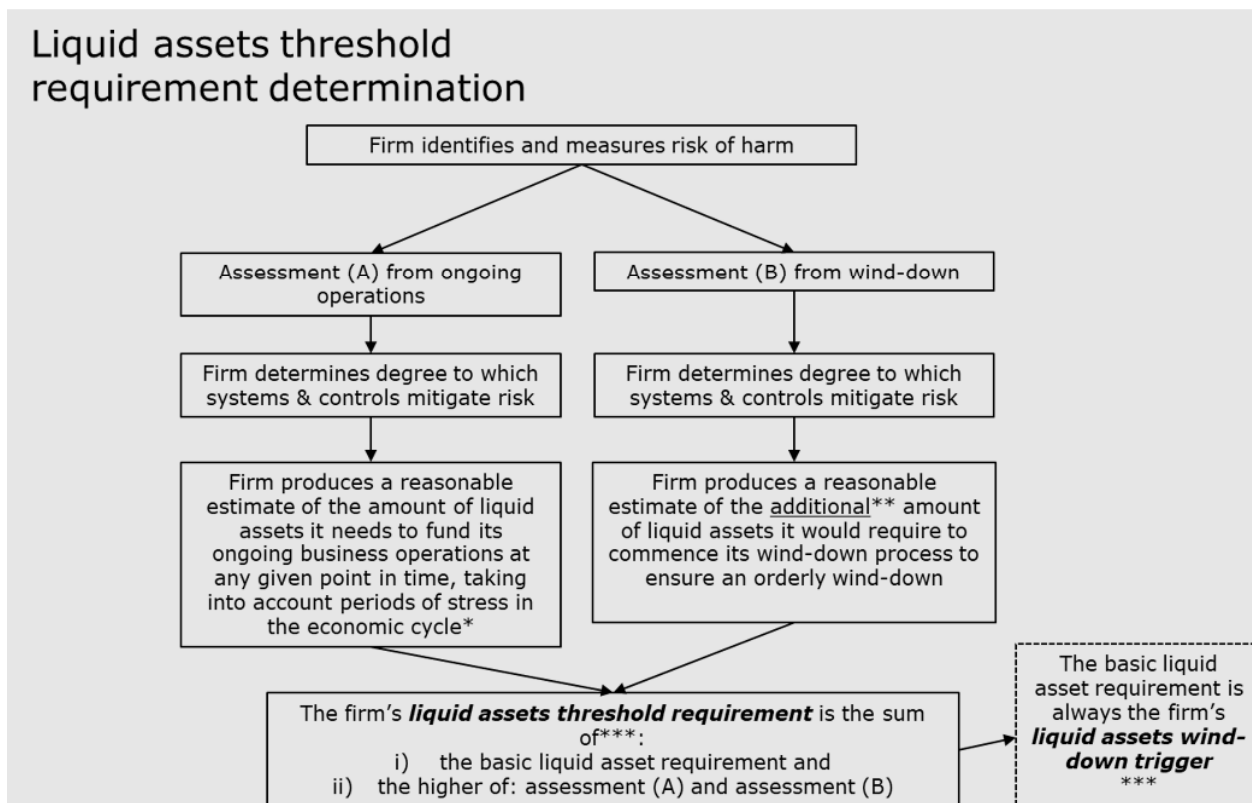 Liquid assets threshold
requirement determination
Firm identifies and measures risk of harm
Assessment (A) from ongoing
operations
Assessment (B) from wind-down
Firm determines degree to which
systems & controls mitigate risk
Firm determines degree to which
systems & controls mitigate risk
Firm produces a reasonable
estimate of the amount of liquid
assets it needs to fund its
ongoing business operations at
any given point in time, taking
into account periods of stress in
the economic cycle*
Firm produces a reasonable
estimate of the additional** amount
of liquid assets it would require to
commence its wind-down process to
ensure an orderly wind-down
The firm's liquid assets threshold requirement is the sum
of***:
i) the basic liquid asset requirement and
ii) the higher of: assessment (A) and assessment (B)
The basic liquid
asset requirement is
always the firm's
liquid assets wind-
down trigger
***